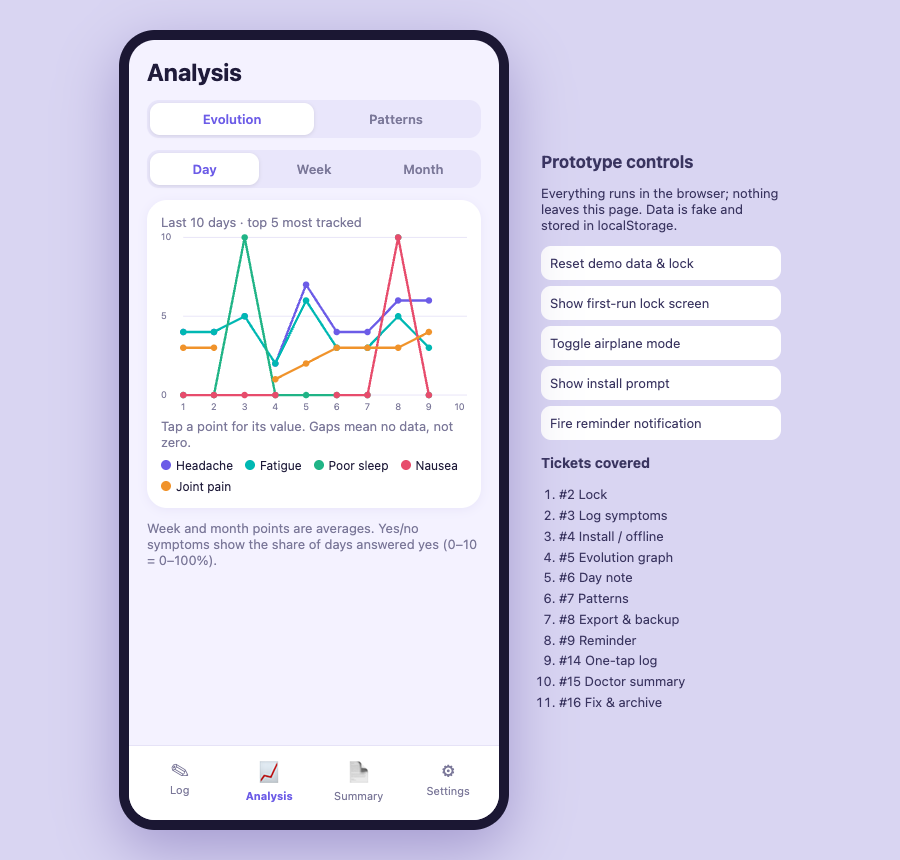 Analysis
Evolution Patterns
Day Week Month
Last 10 days · top 5 most tracked
10
5
0
1 2 3 4 5 6 7 8 9 10
Tap a point for its value. Gaps mean no data, not
zero.
Headache Fatigue Poor sleep Nausea
Joint pain
Week and month points are averages. Yes/no
symptoms show the share of days answered yes (0–10
= 0–100%).
Log Analysis Summary Settings
Prototype controls
Everything runs in the browser; nothing
leaves this page. Data is fake and
stored in localStorage.
Reset demo data & lock
Show first-run lock screen
Toggle airplane mode
Show install prompt
Fire reminder notification
Tickets covered
1. #2 Lock
2. #3 Log symptoms
3. #4 Install / offline
4. #5 Evolution graph
5. #6 Day note
6. #7 Patterns
7. #8 Export & backup
8. #9 Reminder
9. #14 One-tap log
10. #15 Doctor summary
11. #16 Fix & archive